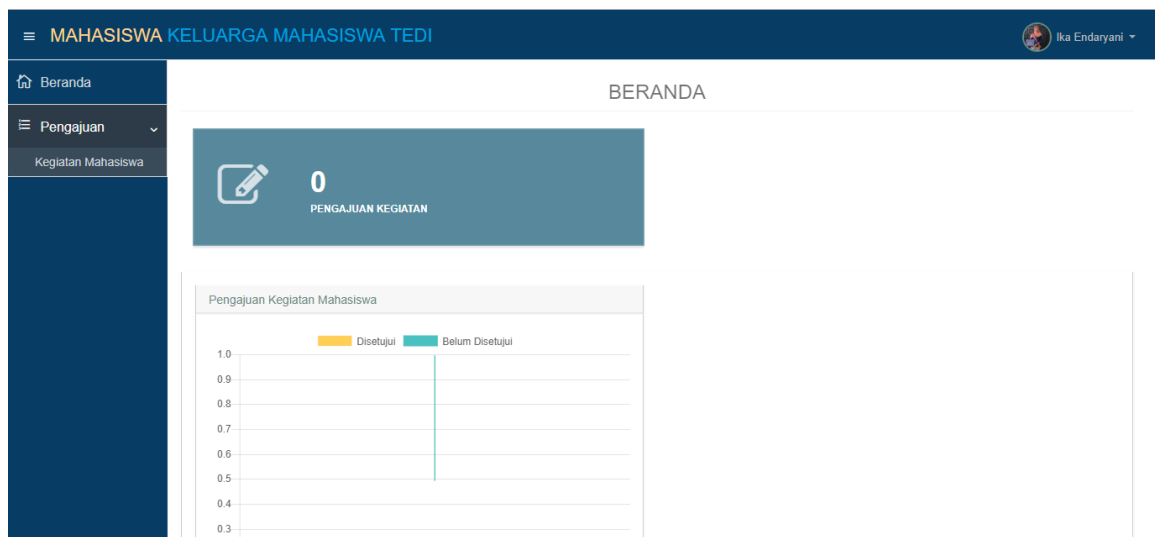 MAHASISWA KELUARGA MAHASISWA TEDI
Ika Endaryani
Beranda
Pengajuan
Kegiatan Mahasiswa
BERANDA
0
PENGAJUAN KEGIATAN
Pengajuan Kegiatan Mahasiswa
Disetujui Belum Disetujui
1.0
0.9
0.8
0.7
0.6
0.5
0.4
0.3